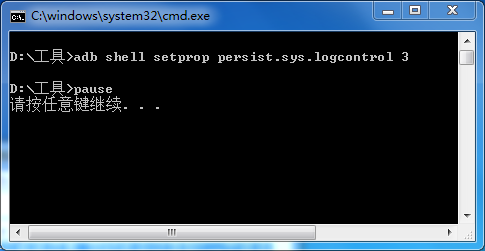 C:\windows\system32\cmd.exe
D:\工具>adb shell setprop persist.sys.logcontrol 3
D:\工具>pause
请按任意键继续. . .